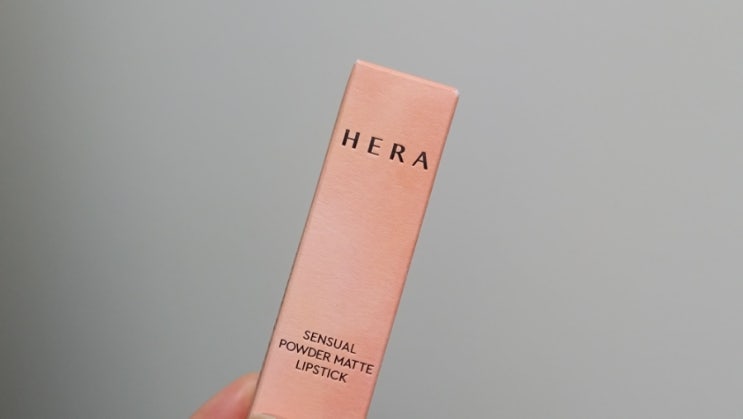 HERA
SENSUAL
POWDER MATTE
LIPSTICK